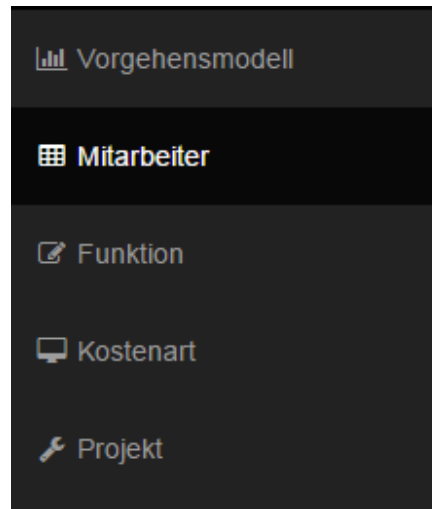 Vorgehensmodell
Mitarbeiter
Funktion
Kostenart
Projekt